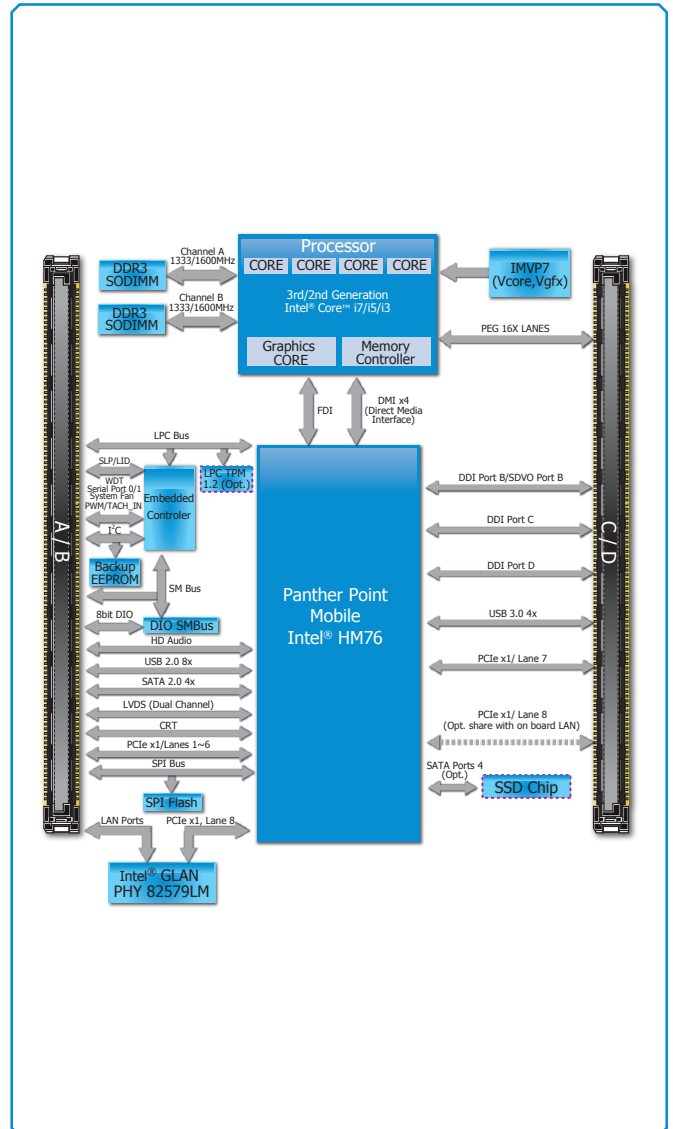 Processor
CORE CORE CORE CORE
3rd/2nd Generation
Intel® Core™ i7/i5/i3
Graphics
CORE
Memory
Controller
Channel A
1333/1600MHz
DDR3
SODIMM
Channel B
1333/1600MHz
DDR3
SODIMM
IMVP7
(Vcore,Vgfx)
PEG 16X LANES
FDI
DMI x4
(Direct Media
Interface)
A / B
C / D
LPC Bus
SLP/LID
WDT
Serial Port 0/1
System Fan
PWM/TACH_IN
I²C
Embedded
Controler
LPC TPM
1.2 (Opt.)
Backup
EEPROM
SM Bus
8bit DIO
DIO SMBus
HD Audio
USB 2.0 8x
SATA 2.0 4x
LVDS (Dual Channel)
CRT
PCIe x1/Lanes 1~6
SPI Bus
SPI Flash
LAN Ports
PCIe x1, Lane 8
Intel® GLAN
PHY 82579LM
Panther Point
Mobile
Intel® HM76
DDI Port B/SDVO Port B
DDI Port C
DDI Port D
USB 3.0 4x
PCIe x1/ Lane 7
PCIe x1/ Lane 8
(Opt. share with on board LAN)
SATA Ports 4
(Opt.)
SSD Chip